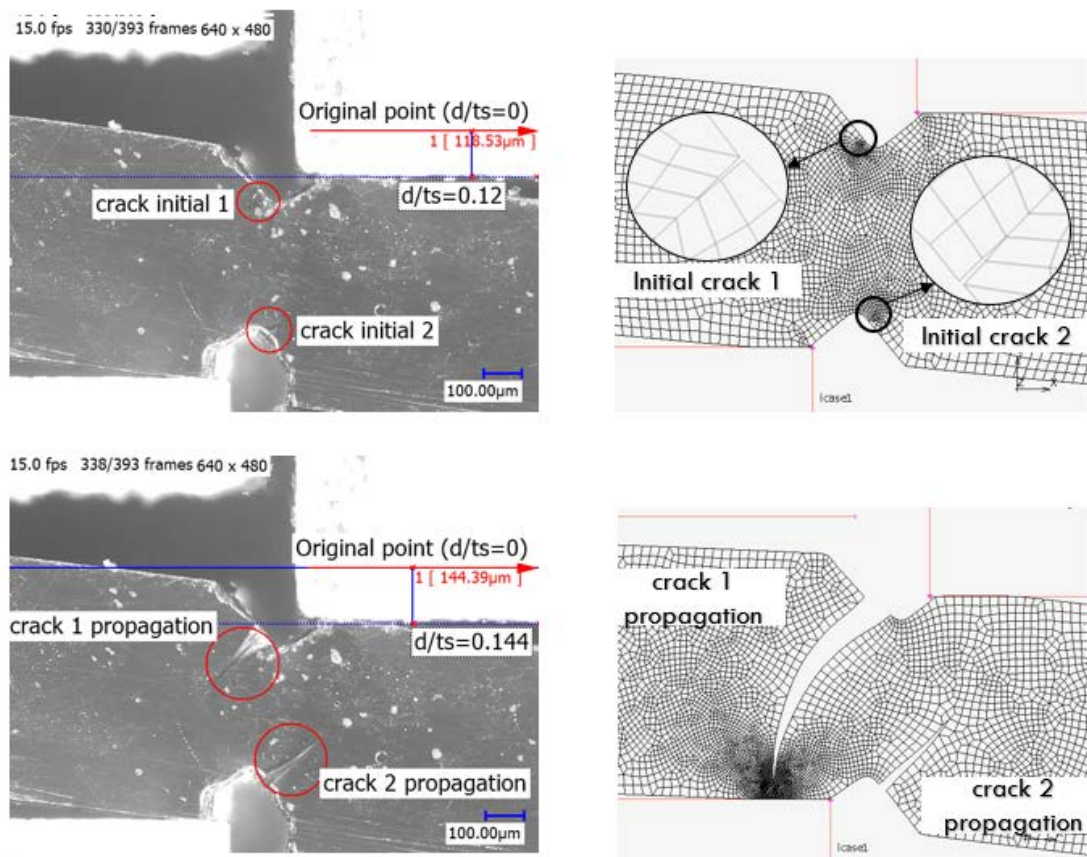 15.0 fps 330/393 frames 640 x 480
Original point (d/ts=0)
1 [ 118.53µm ]
d/ts=0.12
crack initial 1
crack initial 2
100.00µm
Initial crack 1
Initial crack 2
lcase1
15.0 fps 338/393 frames 640 x 480
Original point (d/ts=0)
1 [ 144.39µm ]
crack 1 propagation
d/ts=0.144
crack 2 propagation
100.00µm
crack 1
propagation
crack 2
propagation
lcase1